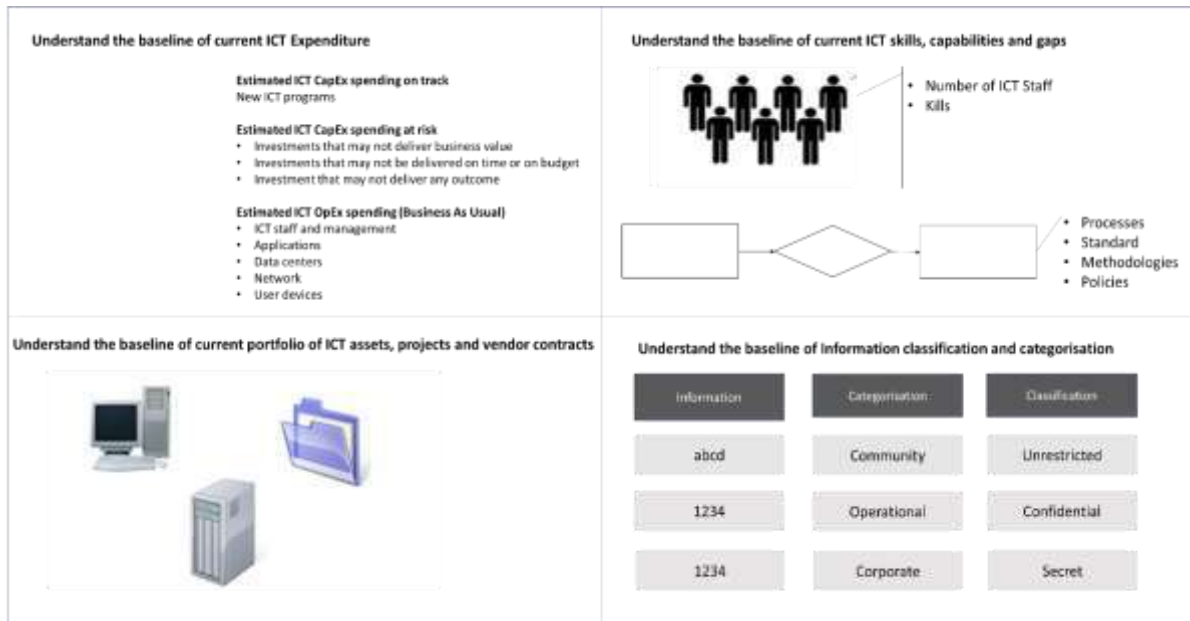 Understand the baseline of current ICT Expenditure
Estimated ICT CapEx spending on track
New ICT programs
Estimated ICT CapEx spending at risk
• Investments that may not deliver business value
• Investments that may not be delivered on time or on budget
• Investment that may not deliver any outcome
Estimated ICT OpEx spending (Business As Usual)
• ICT staff and management
• Applications
• Data centers
• Network
• User devices
Understand the baseline of current ICT skills, capabilities and gaps
• Number of ICT Staff
• Kills
• Processes
• Standard
• Methodologies
• Policies
Understand the baseline of current portfolio of ICT assets, projects and vendor contracts
Understand the baseline of Information classification and categorisation
Information Categorisation Classification
abcd Community Unrestricted
1234 Operational Confidential
1234 Corporate Secret